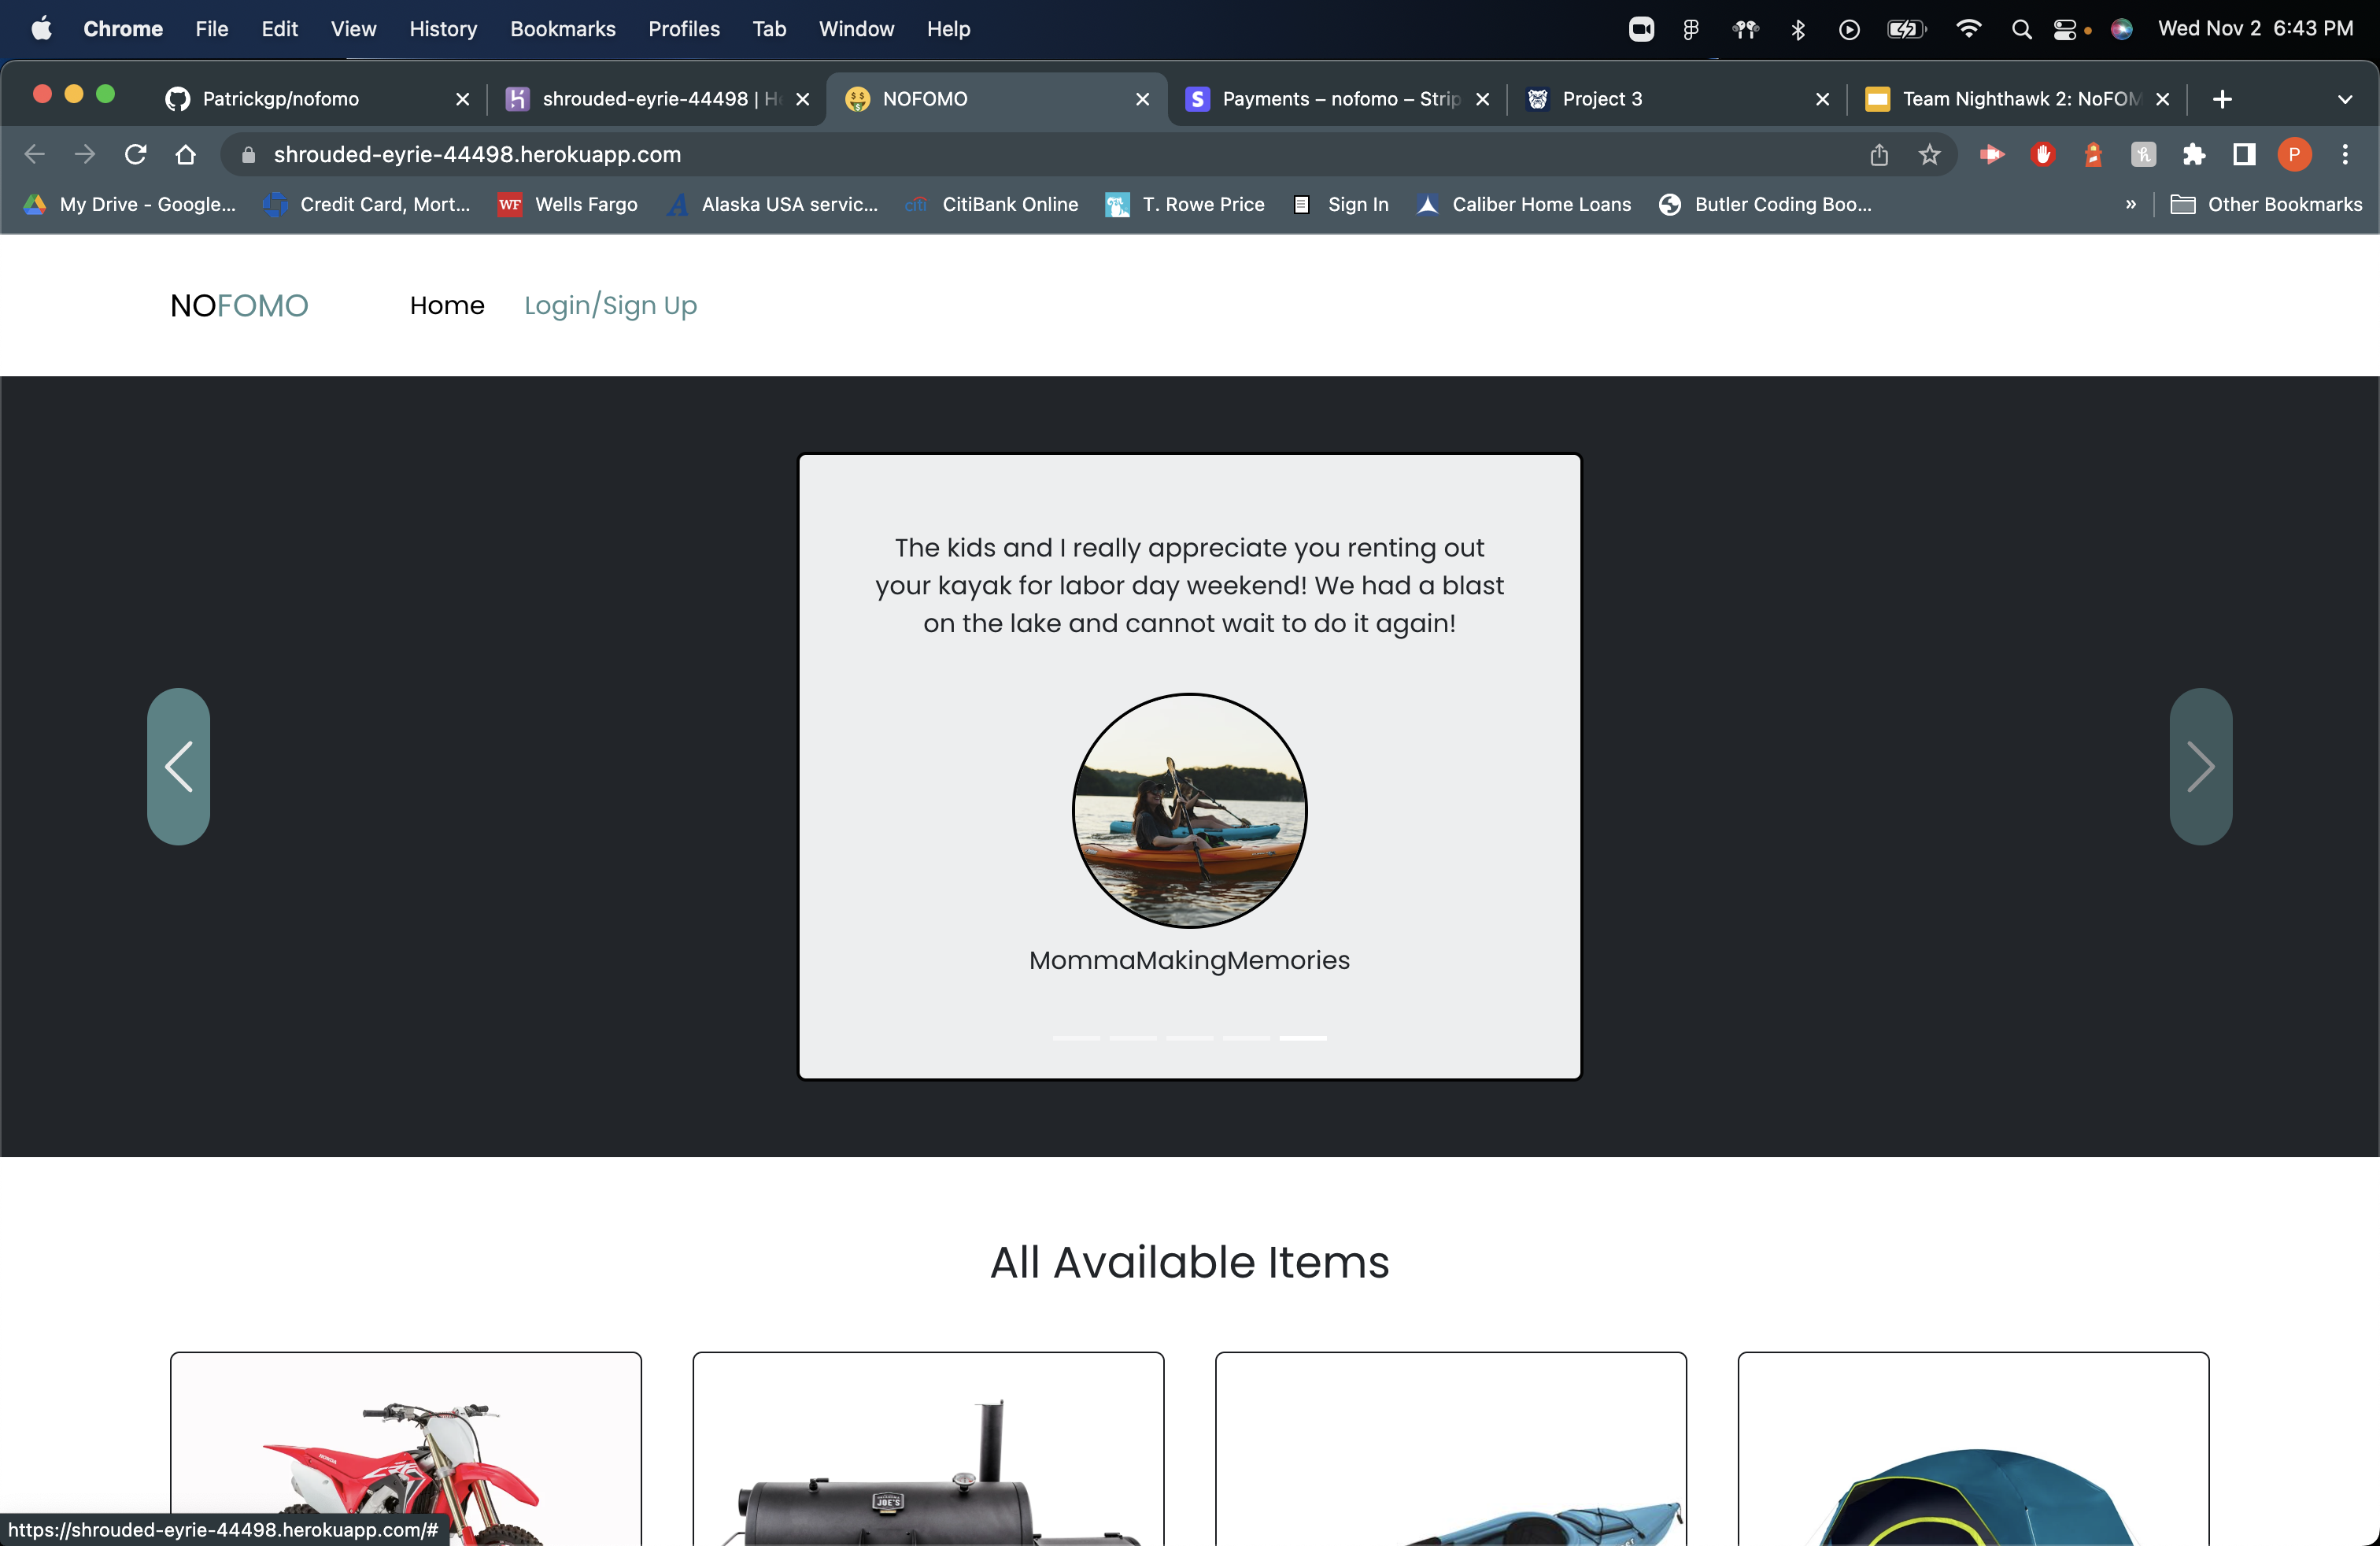 Chrome File Edit View History Bookmarks Profiles Tab Window Help Wed Nov 2 6:43 PM
Patrickgp/nofomo shrouded-eyrie-44498 | H NOFOMO Payments – nofomo – Strip Project 3 Team Nighthawk 2: NoFOM
shrouded-eyrie-44498.herokuapp.com P
My Drive - Google... Credit Card, Mort... WF Wells Fargo Alaska USA servic... citi CitiBank Online T. Rowe Price Sign In Caliber Home Loans Butler Coding Boo... » Other Bookmarks
NOFOMO Home Login/Sign Up
The kids and I really appreciate you renting out
your kayak for labor day weekend! We had a blast
on the lake and cannot wait to do it again!
MommaMakingMemories
All Available Items
HONDA
JOE'S
https://shrouded-eyrie-44498.herokuapp.com/#